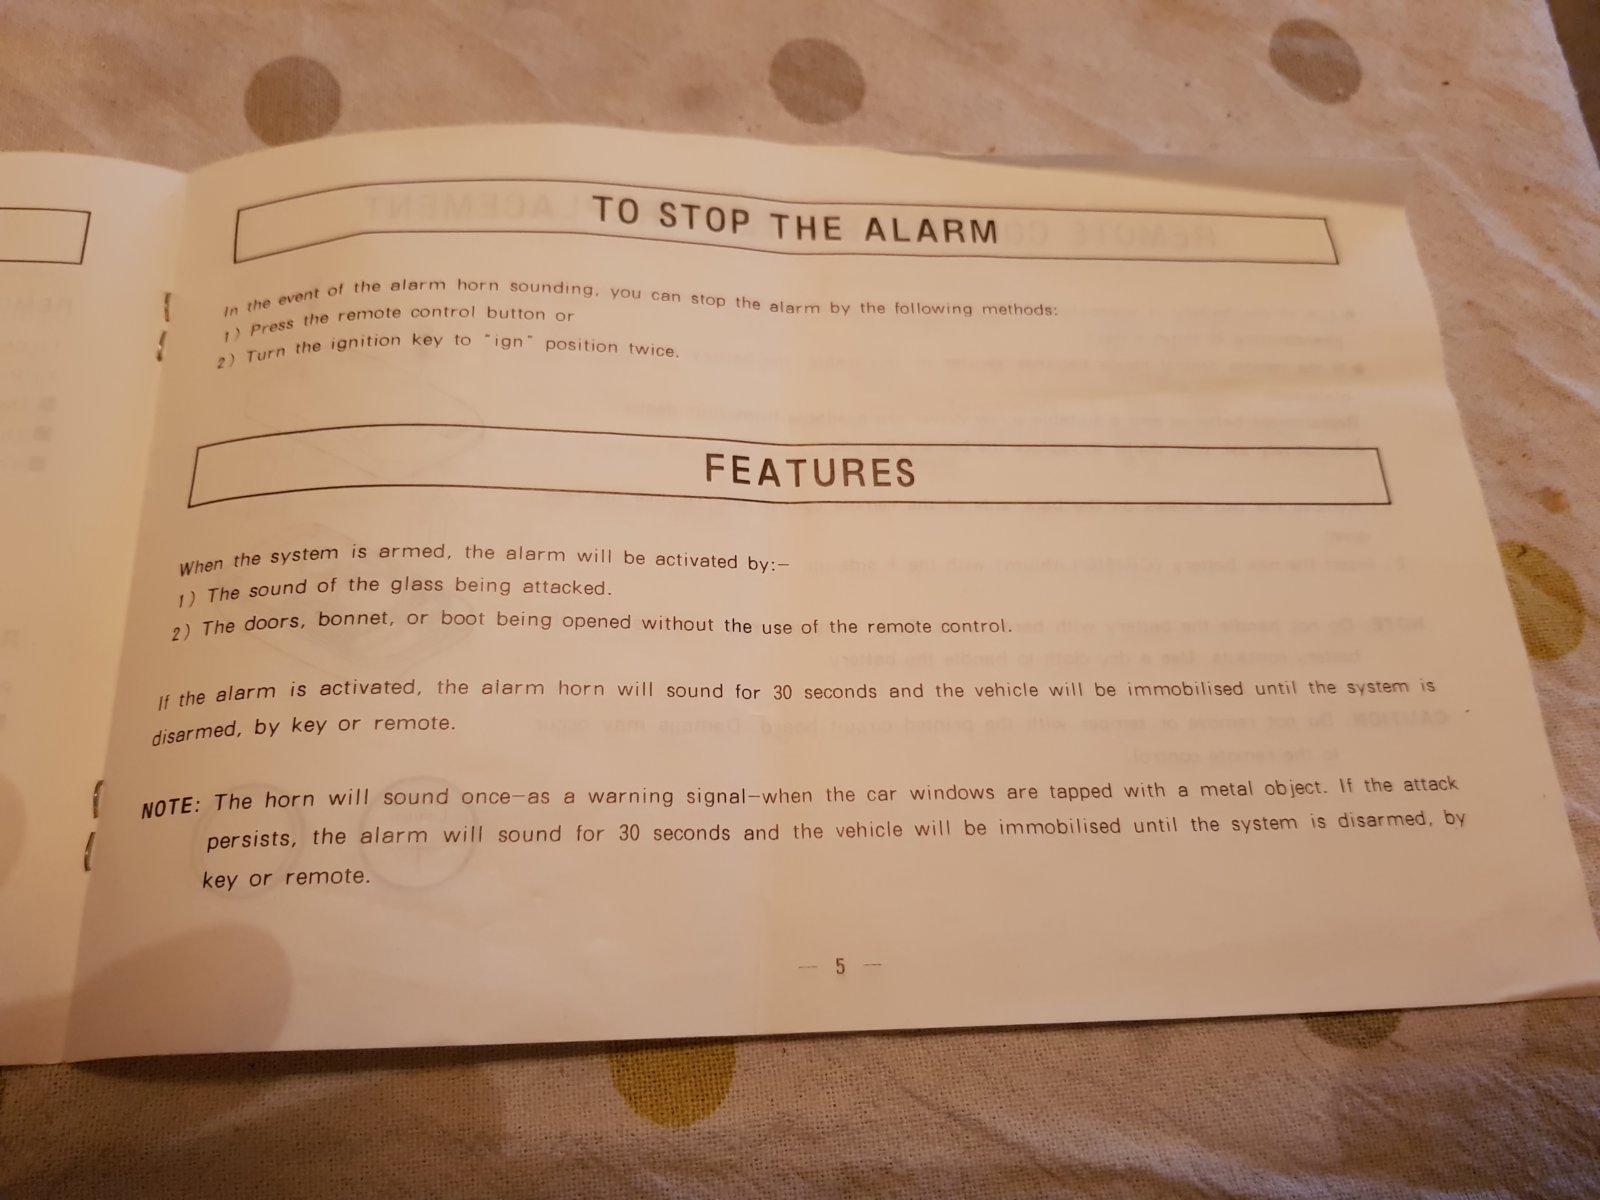 TO STOP THE ALARM
In the event of the alarm horn sounding, you can stop the alarm by the following methods:
1) Press the remote control button or
2) Turn the ignition key to "ign" position twice.
FEATURES
When the system is armed, the alarm will be activated by:—
1) The sound of the glass being attacked.
2) The doors, bonnet, or boot being opened without the use of the remote control.
If the alarm is activated, the alarm horn will sound for 30 seconds and the vehicle will be immobilised until the system is
disarmed, by key or remote.
NOTE: The horn will sound once—as a warning signal—when the car windows are tapped with a metal object. If the attack
persists, the alarm will sound for 30 seconds and the vehicle will be immobilised until the system is disarmed, by
key or remote.
— 5 —